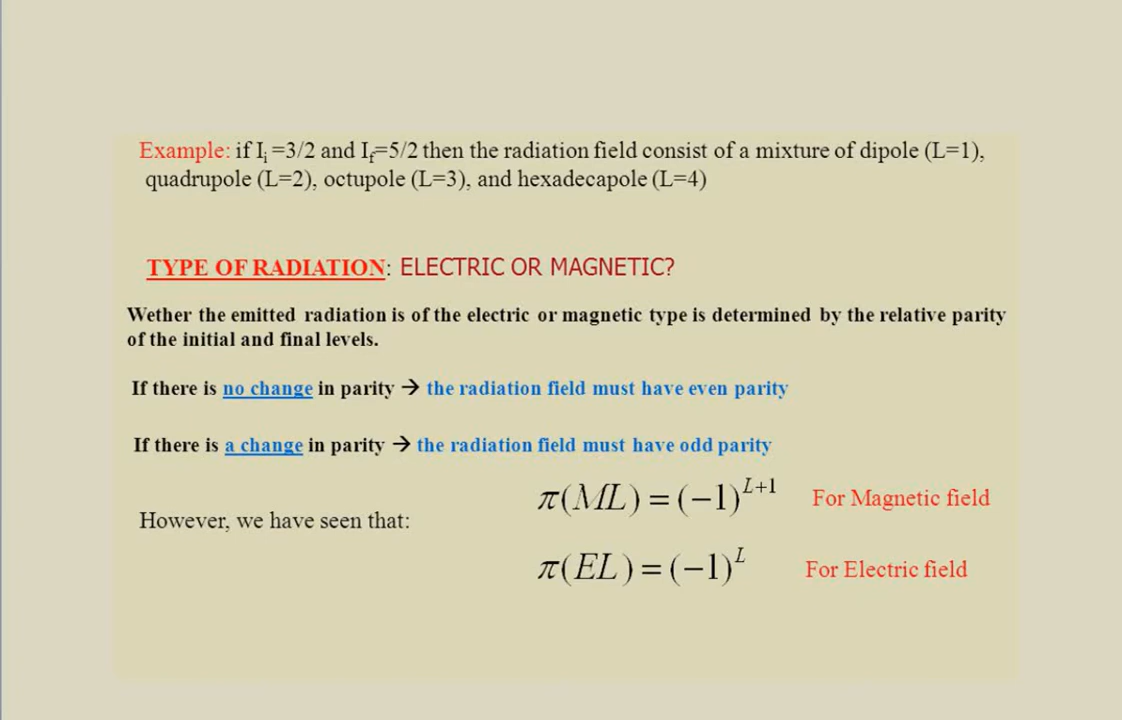 Example: if Iᵢ =3/2 and I_f=5/2 then the radiation field consist of a mixture of dipole (L=1),
quadrupole (L=2), octupole (L=3), and hexadecapole (L=4)
TYPE OF RADIATION: ELECTRIC OR MAGNETIC?
Wether the emitted radiation is of the electric or magnetic type is determined by the relative parity
of the initial and final levels.
If there is no change in parity → the radiation field must have even parity
If there is a change in parity → the radiation field must have odd parity
π(ML) = (−1)^{L+1} For Magnetic field
However, we have seen that:
π(EL) = (−1)^L For Electric field